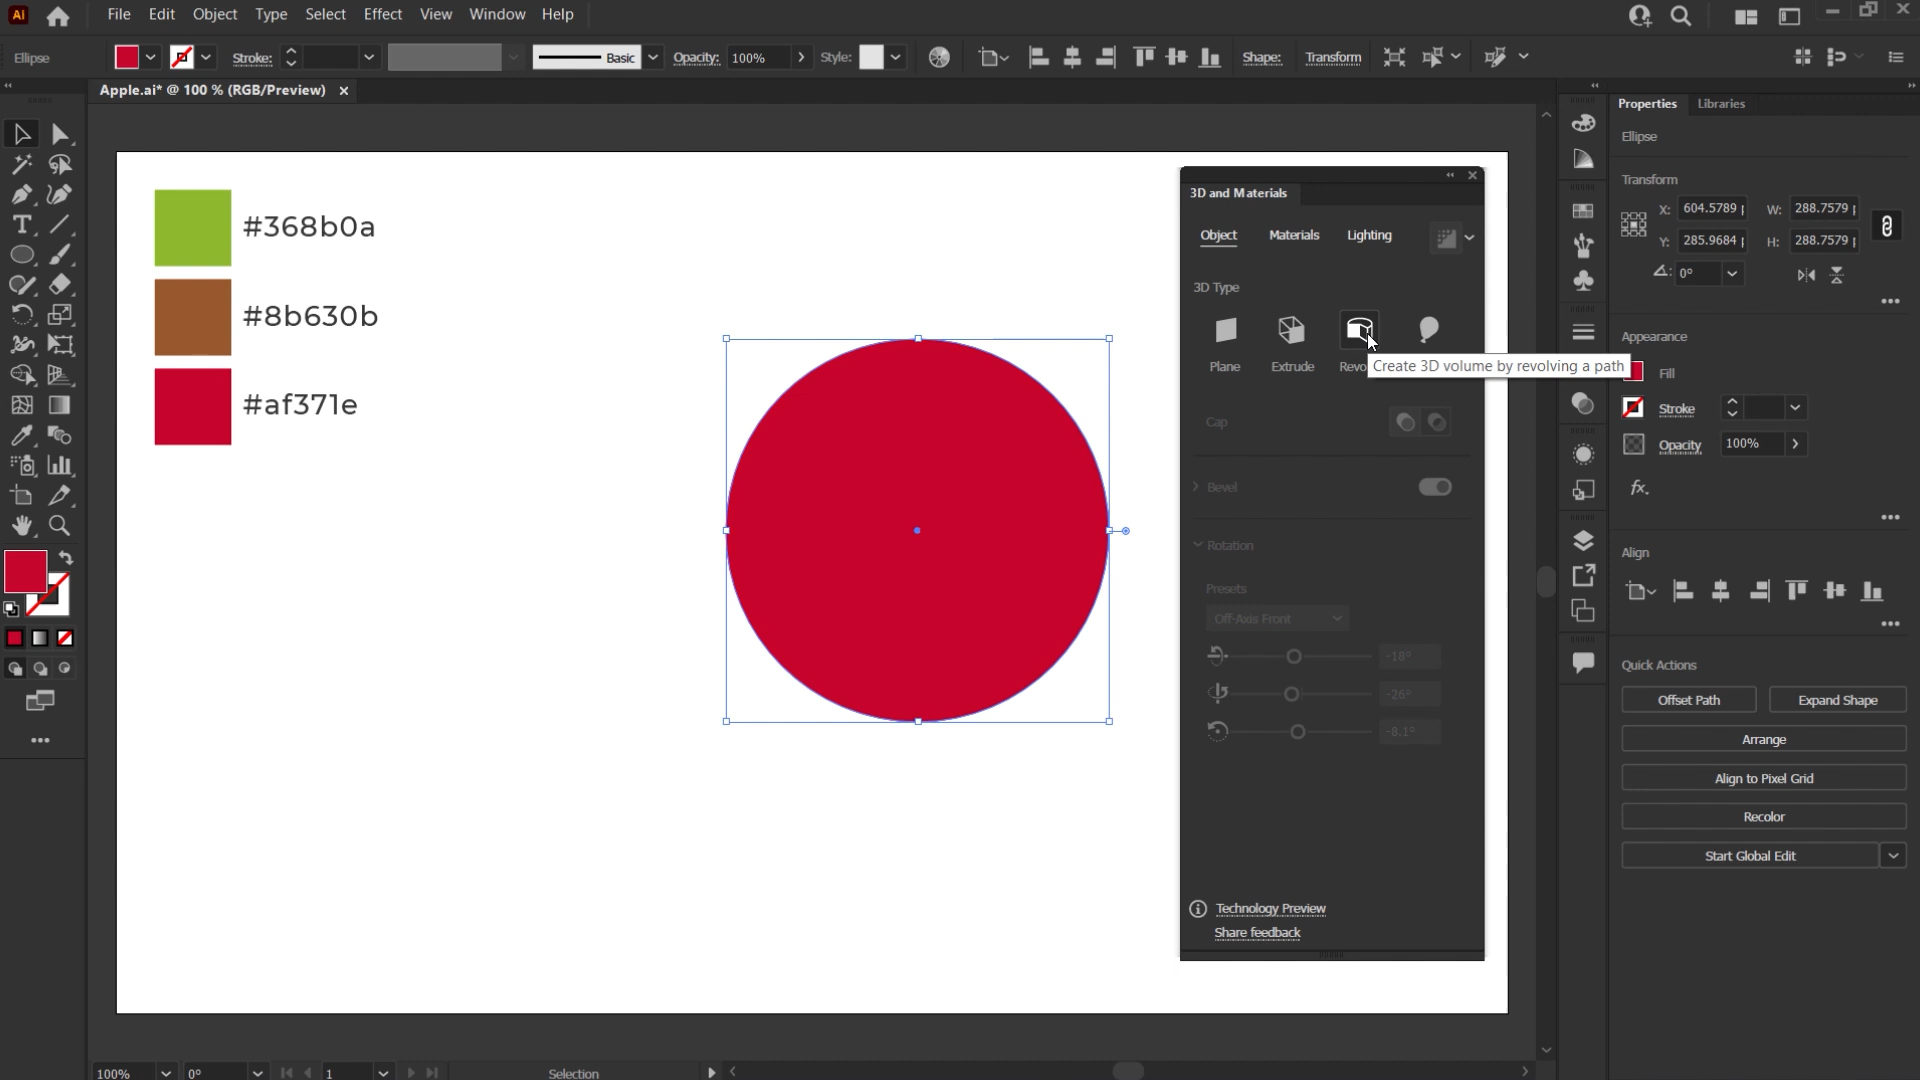 Ai File Edit Object Type Select Effect View Window Help
Ellipse Stroke: Basic Opacity: 100% Style: Shape: Transform
Apple.ai* @ 100 % (RGB/Preview)
Properties Libraries
Ellipse
Transform
X: 604.5789 W: 288.7579
Y: 285.9684 H: 288.7579
0°
Appearance
Fill
Stroke
Opacity 100%
fx.
Align
Quick Actions
Offset Path Expand Shape
Arrange
Align to Pixel Grid
Recolor
Start Global Edit
#368b0a
#8b630b
#af371e
3D and Materials
Object Materials Lighting
3D Type
Plane Extrude Revo
Create 3D volume by revolving a path
Cap
Bevel
Rotation
Presets
Off-Axis Front
-18°
-26°
-8.1°
Technology Preview
Share feedback
100% 0° 1 Selection